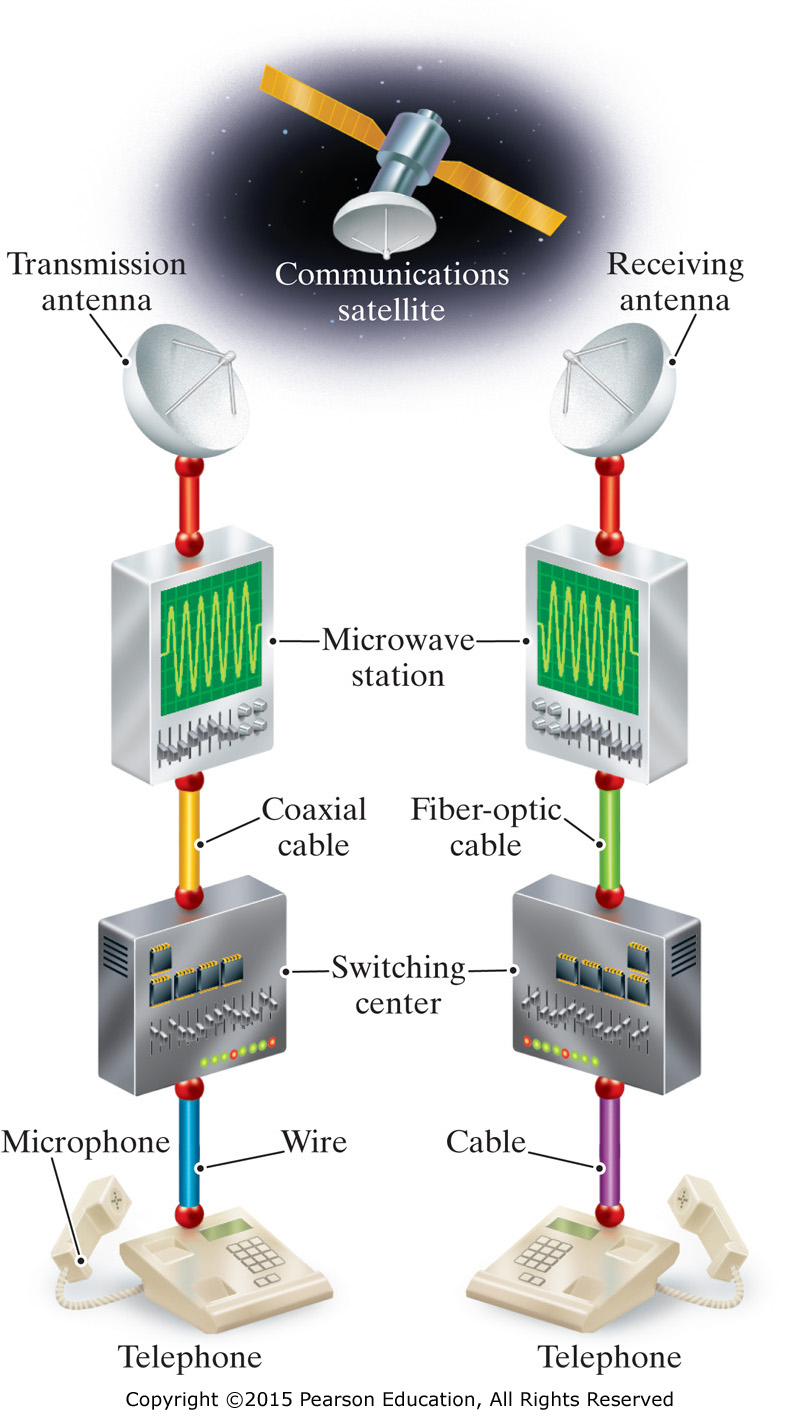 Communications
satellite
Transmission
antenna
Receiving
antenna
Microwave
station
Coaxial
cable
Fiber-optic
cable
Switching
center
Microphone
Wire
Cable
Telephone
Telephone
Copyright ©2015 Pearson Education, All Rights Reserved